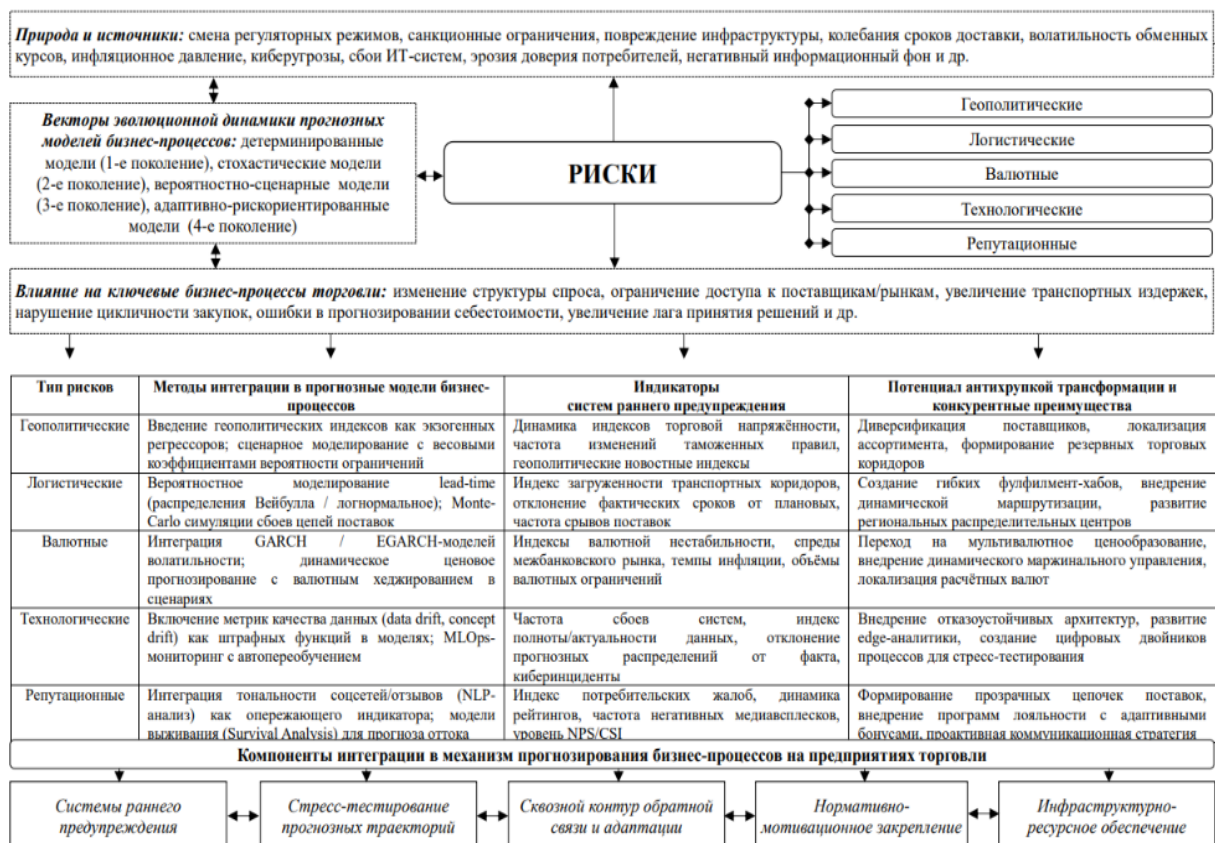 Природа и источники: смена регуляторных режимов, санкционные ограничения, повреждение инфраструктуры, колебания сроков доставки, волатильность обменных
курсов, инфляционное давление, киберугрозы, сбои ИТ-систем, эрозия доверия потребителей, негативный информационный фон и др.
Векторы эволюционной динамики прогнозных
моделей бизнес-процессов: детерминированные
модели (1-е поколение), стохастические модели
(2-е поколение), вероятностно-сценарные модели
(3-е поколение), адаптивно-рискориентированные
модели (4-е поколение)
РИСКИ
Геополитические
Логистические
Валютные
Технологические
Репутационные
Влияние на ключевые бизнес-процессы торговли: изменение структуры спроса, ограничение доступа к поставщикам/рынкам, увеличение транспортных издержек,
нарушение цикличности закупок, ошибки в прогнозировании себестоимости, увеличение лага принятия решений и др.
Тип рисков
Методы интеграции в прогнозные модели бизнес-
процессов
Индикаторы
систем раннего предупреждения
Потенциал антихрупкой трансформации и
конкурентные преимущества
Геополитические
Введение геополитических индексов как экзогенных
регрессоров; сценарное моделирование с весовыми
коэффициентами вероятности ограничений
Динамика индексов торговой напряжённости,
частота изменений таможенных правил,
геополитические новостные индексы
Диверсификация поставщиков, локализация
ассортимента, формирование резервных торговых
коридоров
Логистические
Вероятностное моделирование lead-time
(распределения Вейбулла / логнормальное); Monte-
Carlo симуляции сбоев цепей поставок
Индекс загруженности транспортных коридоров,
отклонение фактических сроков от плановых,
частота срывов поставок
Создание гибких фулфилмент-хабов, внедрение
динамической маршрутизации, развитие
региональных распределительных центров
Валютные
Интеграция GARCH / EGARCH-моделей
волатильности; динамическое ценовое
прогнозирование с валютным хеджированием в
сценариях
Индексы валютной нестабильности, спреды
межбанковского рынка, темпы инфляции, объёмы
валютных ограничений
Переход на мультивалютное ценообразование,
внедрение динамического маржинального управления,
локализация расчётных валют
Технологические
Включение метрик качества данных (data drift, concept
drift) как штрафных функций в моделях; MLOps-
мониторинг с автопереобучением
Частота сбоев систем, индекс
полноты/актуальности данных, отклонение
прогнозных распределений от факта,
киберинциденты
Внедрение отказоустойчивых архитектур, развитие
edge-аналитики, создание цифровых двойников
процессов для стресс-тестирования
Репутационные
Интеграция тональности соцсетей/отзывов (NLP-
анализ) как опережающего индикатора; модели
выживания (Survival Analysis) для прогноза оттока
Индекс потребительских жалоб, динамика
рейтингов, частота негативных медиавсплесков,
уровень NPS/CSI
Формирование прозрачных цепочек поставок,
внедрение программ лояльности с адаптивными
бонусами, проактивная коммуникационная стратегия
Компоненты интеграции в механизм прогнозирования бизнес-процессов на предприятиях торговли
Системы раннего
предупреждения
Стресс-тестирование
прогнозных траекторий
Сквозной контур обратной
связи и адаптации
Нормативно-
мотивационное закрепление
Инфраструктурно-
ресурсное обеспечение